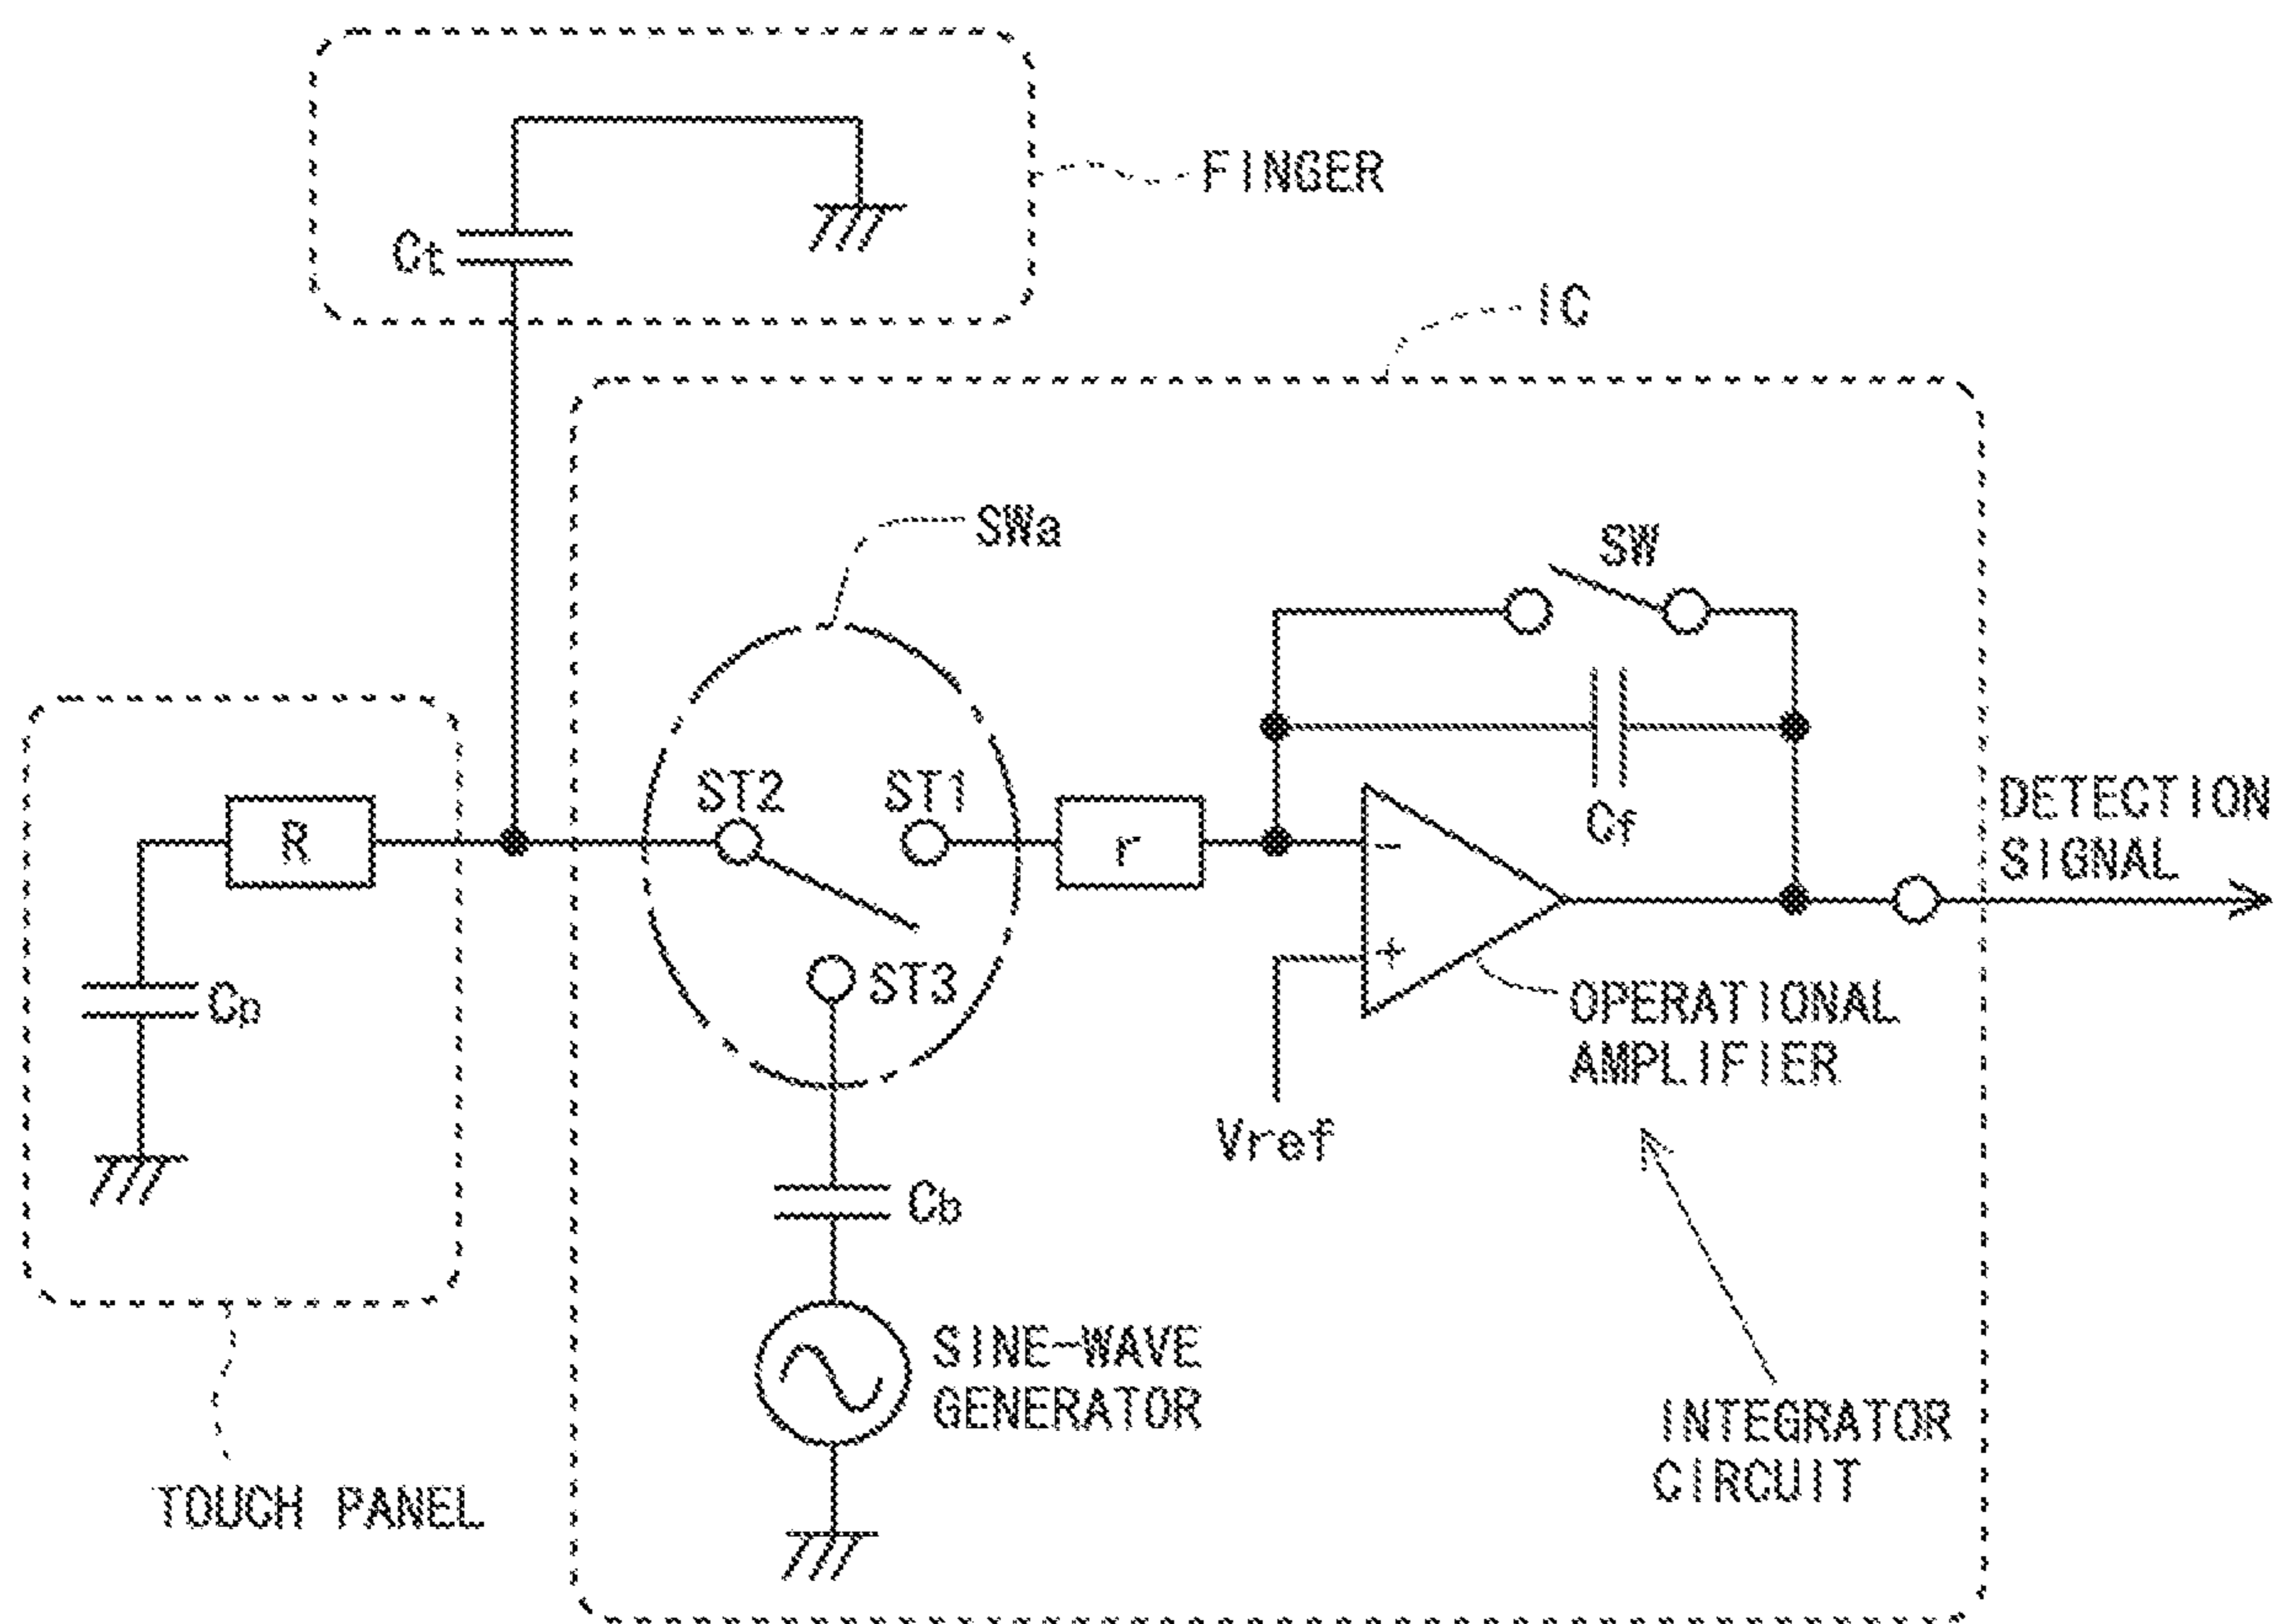 FINGER
Ct
IC
SWa
SW
ST2
ST1
R
r
Cf
-
+
DETECTION
SIGNAL
Cp
ST3
OPERATIONAL
AMPLIFIER
Vref
Cb
SINE-WAVE
GENERATOR
INTEGRATOR
CIRCUIT
TOUCH PANEL